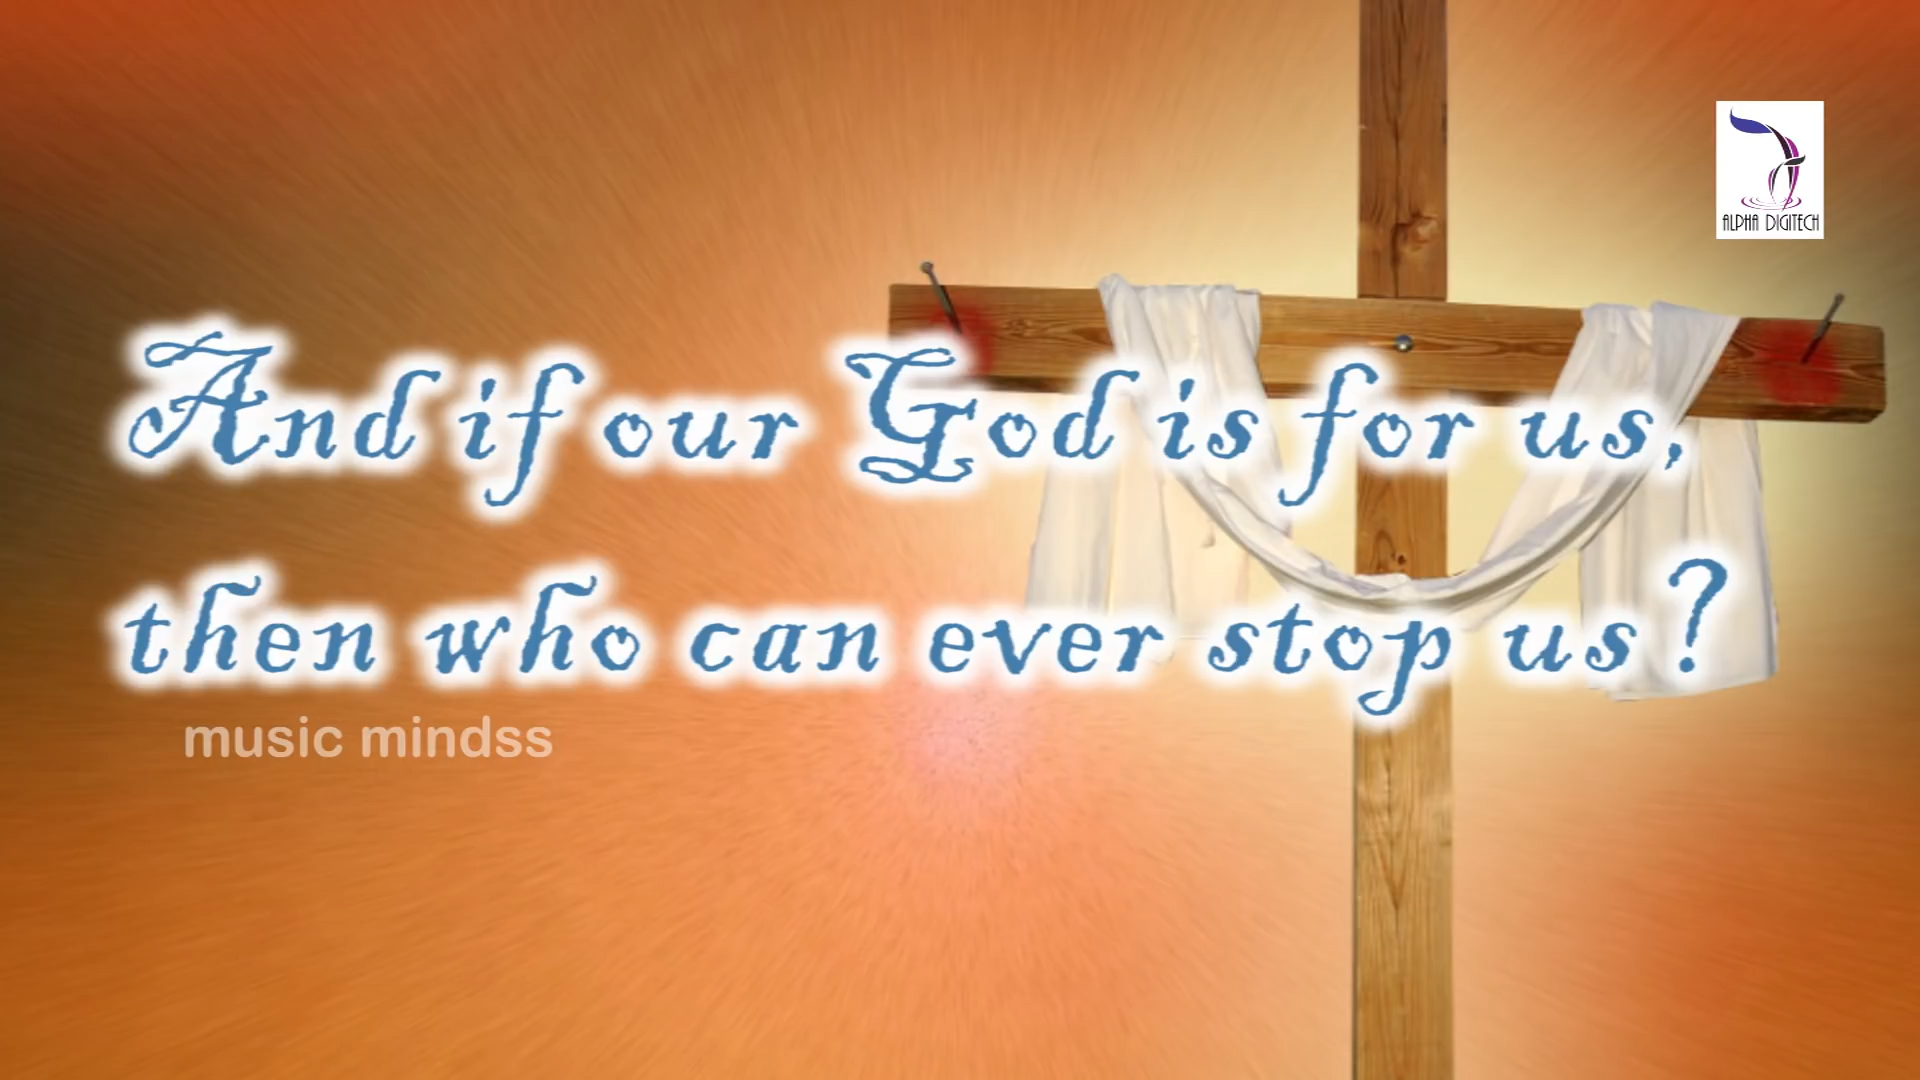 ALPHA DIGITECH
And if our God is for us,
then who can ever stop us?
music mindss